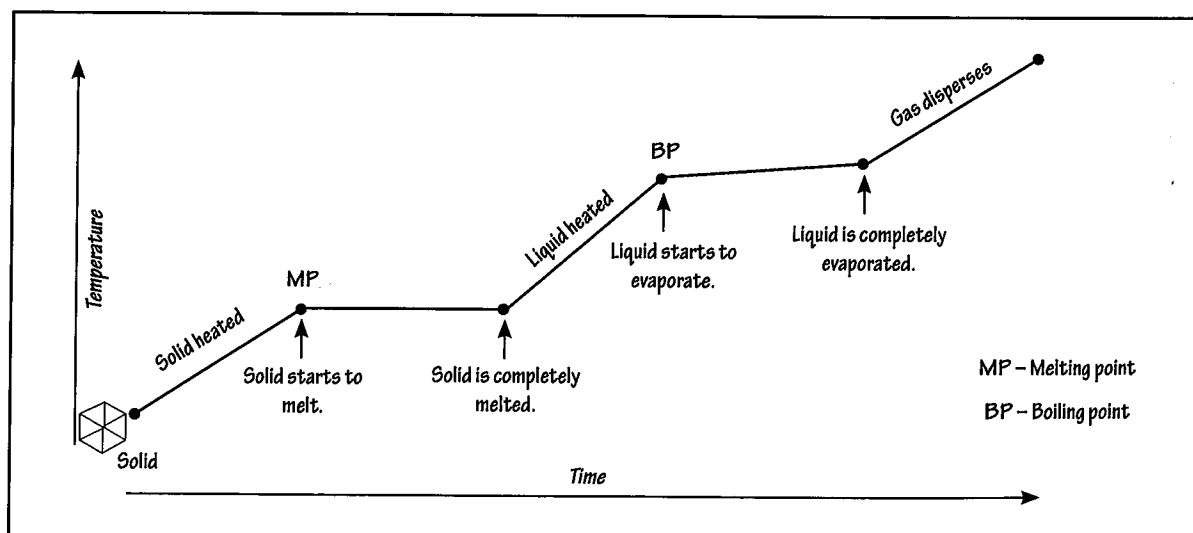 Gas disperses
BP
Liquid heated
Liquid starts to
evaporate.
Liquid is completely
evaporated.
Temperature
MP
Solid heated
Solid starts to
melt.
Solid is completely
melted.
MP – Melting point
BP – Boiling point
Solid
Time